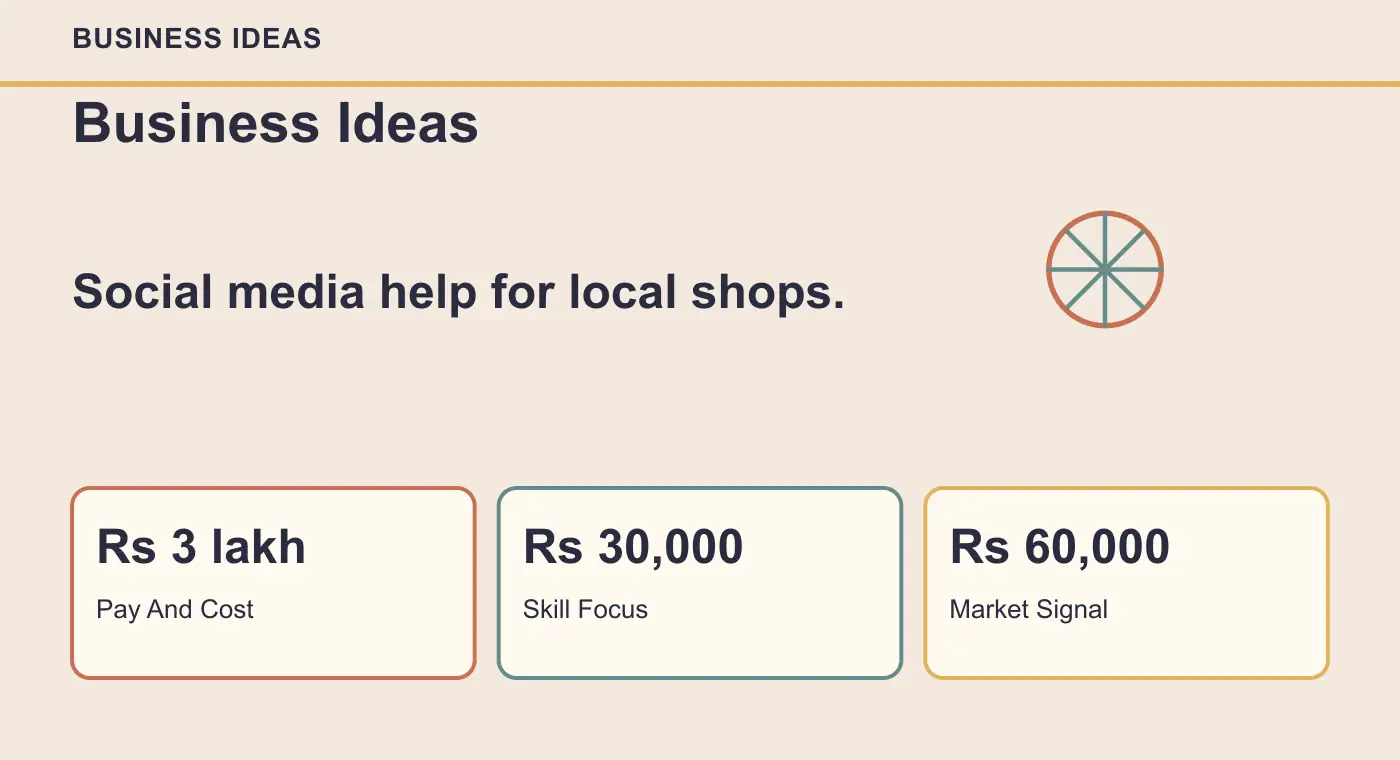 BUSINESS IDEAS
Business Ideas
Social media help for local shops.
Rs 3 lakh
Pay And Cost
Rs 30,000
Skill Focus
Rs 60,000
Market Signal